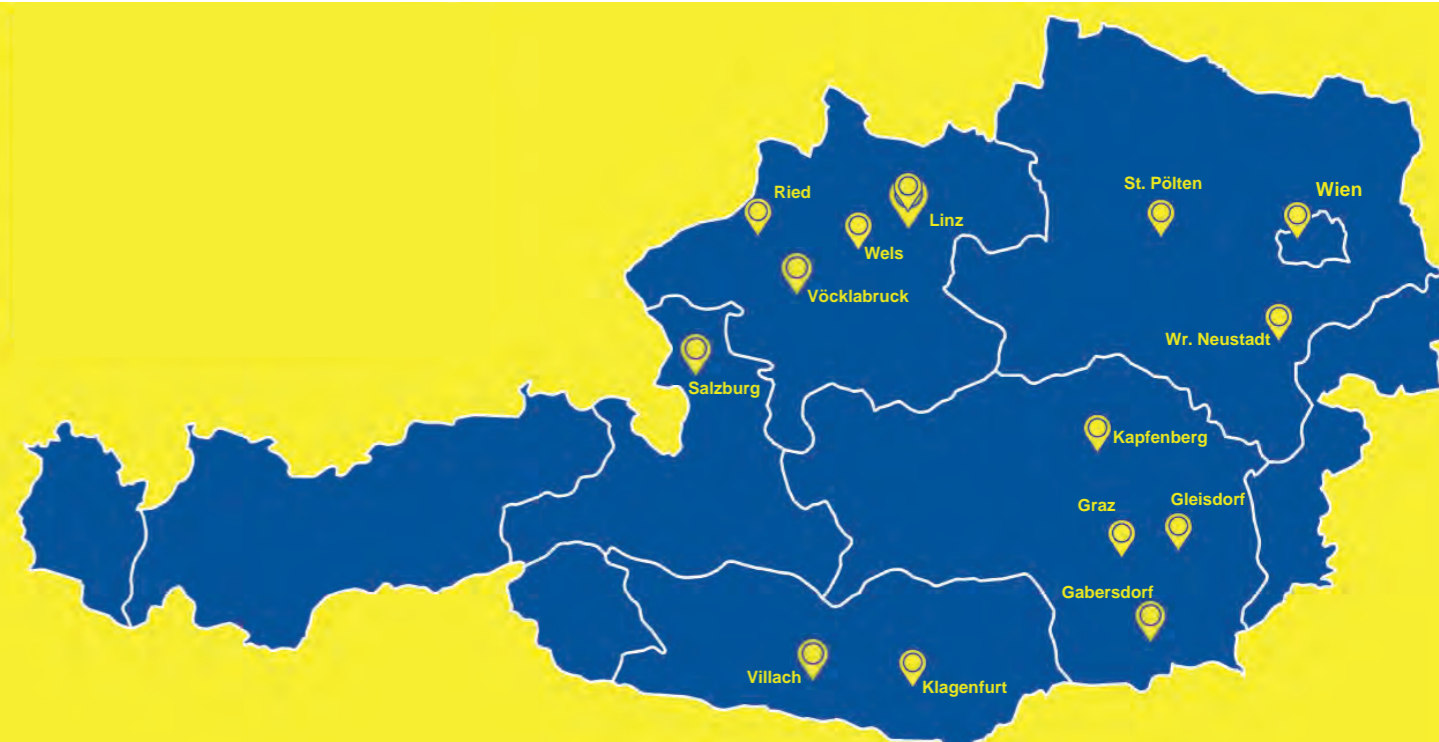 St. Pölten
Wien
Ried
Linz
Wels
Vöcklabruck
Wr. Neustadt
Salzburg
Kapfenberg
Gleisdorf
Graz
Gabersdorf
Villach
Klagenfurt